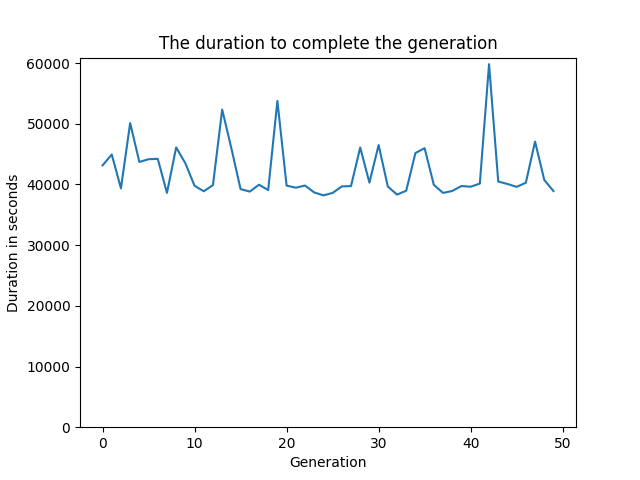 The duration to complete the generation
60000
50000
40000
30000
20000
10000
0
Duration in seconds
0 10 20 30 40 50
Generation